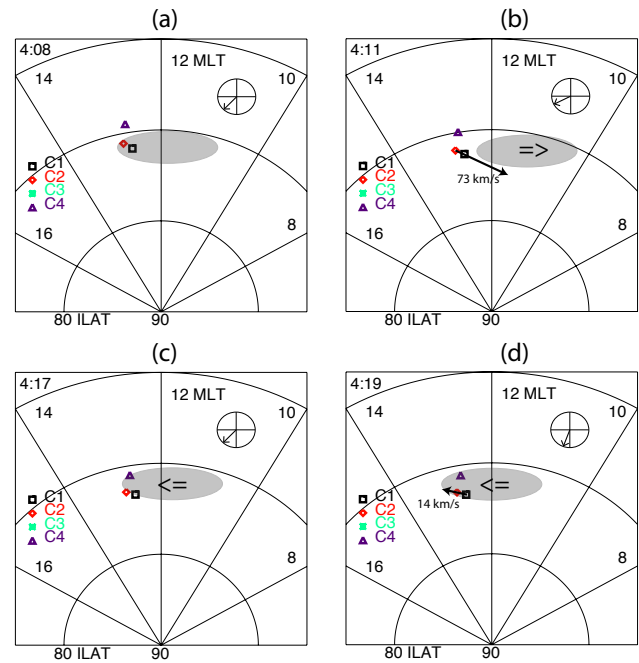 (a)
4:08
12 MLT
14
10
C1
C2
C3
C4
16
8
80 ILAT
90
(b)
4:11
12 MLT
14
10
=>
C1
C2
C3
C4
73 km/s
16
8
80 ILAT
90
(c)
4:17
12 MLT
14
10
<=
C1
C2
C3
C4
16
8
80 ILAT
90
(d)
4:19
12 MLT
14
10
<=
C1
C2
C3
C4
14 km/s
16
8
80 ILAT
90